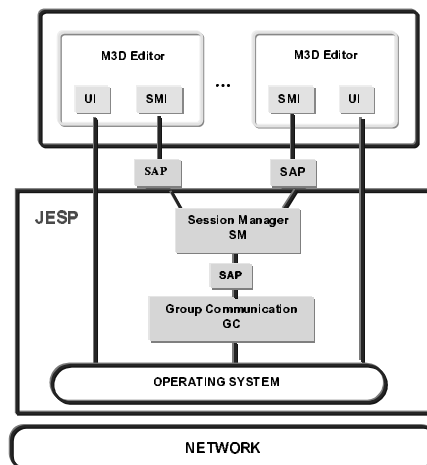 M3D Editor
M3D Editor
UI
SMI
...
SMI
UI
SAP
SAP
JESP
Session Manager
SM
SAP
Group Communication
GC
OPERATING SYSTEM
NETWORK